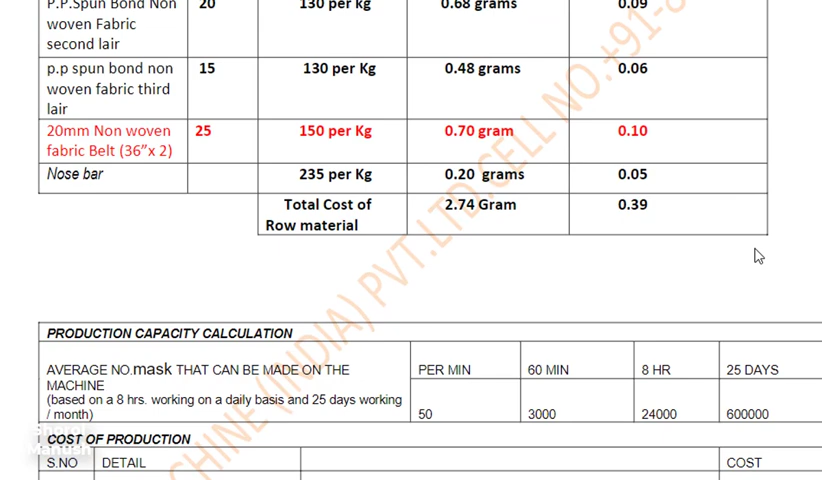 P.P.Spun Bond Non 20 130 per Kg 0.68 grams 0.09
woven Fabric
second lair
p.p spun bond non 15 130 per Kg 0.48 grams 0.06
woven fabric third
lair
20mm Non woven 25 150 per Kg 0.70 gram 0.10
fabric Belt (36”x 2)
Nose bar 235 per Kg 0.20 grams 0.05
Total Cost of 2.74 Gram 0.39
Row material
PRODUCTION CAPACITY CALCULATION
AVERAGE NO.mask THAT CAN BE MADE ON THE PER MIN 60 MIN 8 HR 25 DAYS
MACHINE
(based on a 8 hrs. working on a daily basis and 25 days working
/ month) 50 3000 24000 600000
COST OF PRODUCTION
S.NO DETAIL COST
CHINE (INDIA) PVT.LTD.CELL NO.+91-8
Shorol
Manush